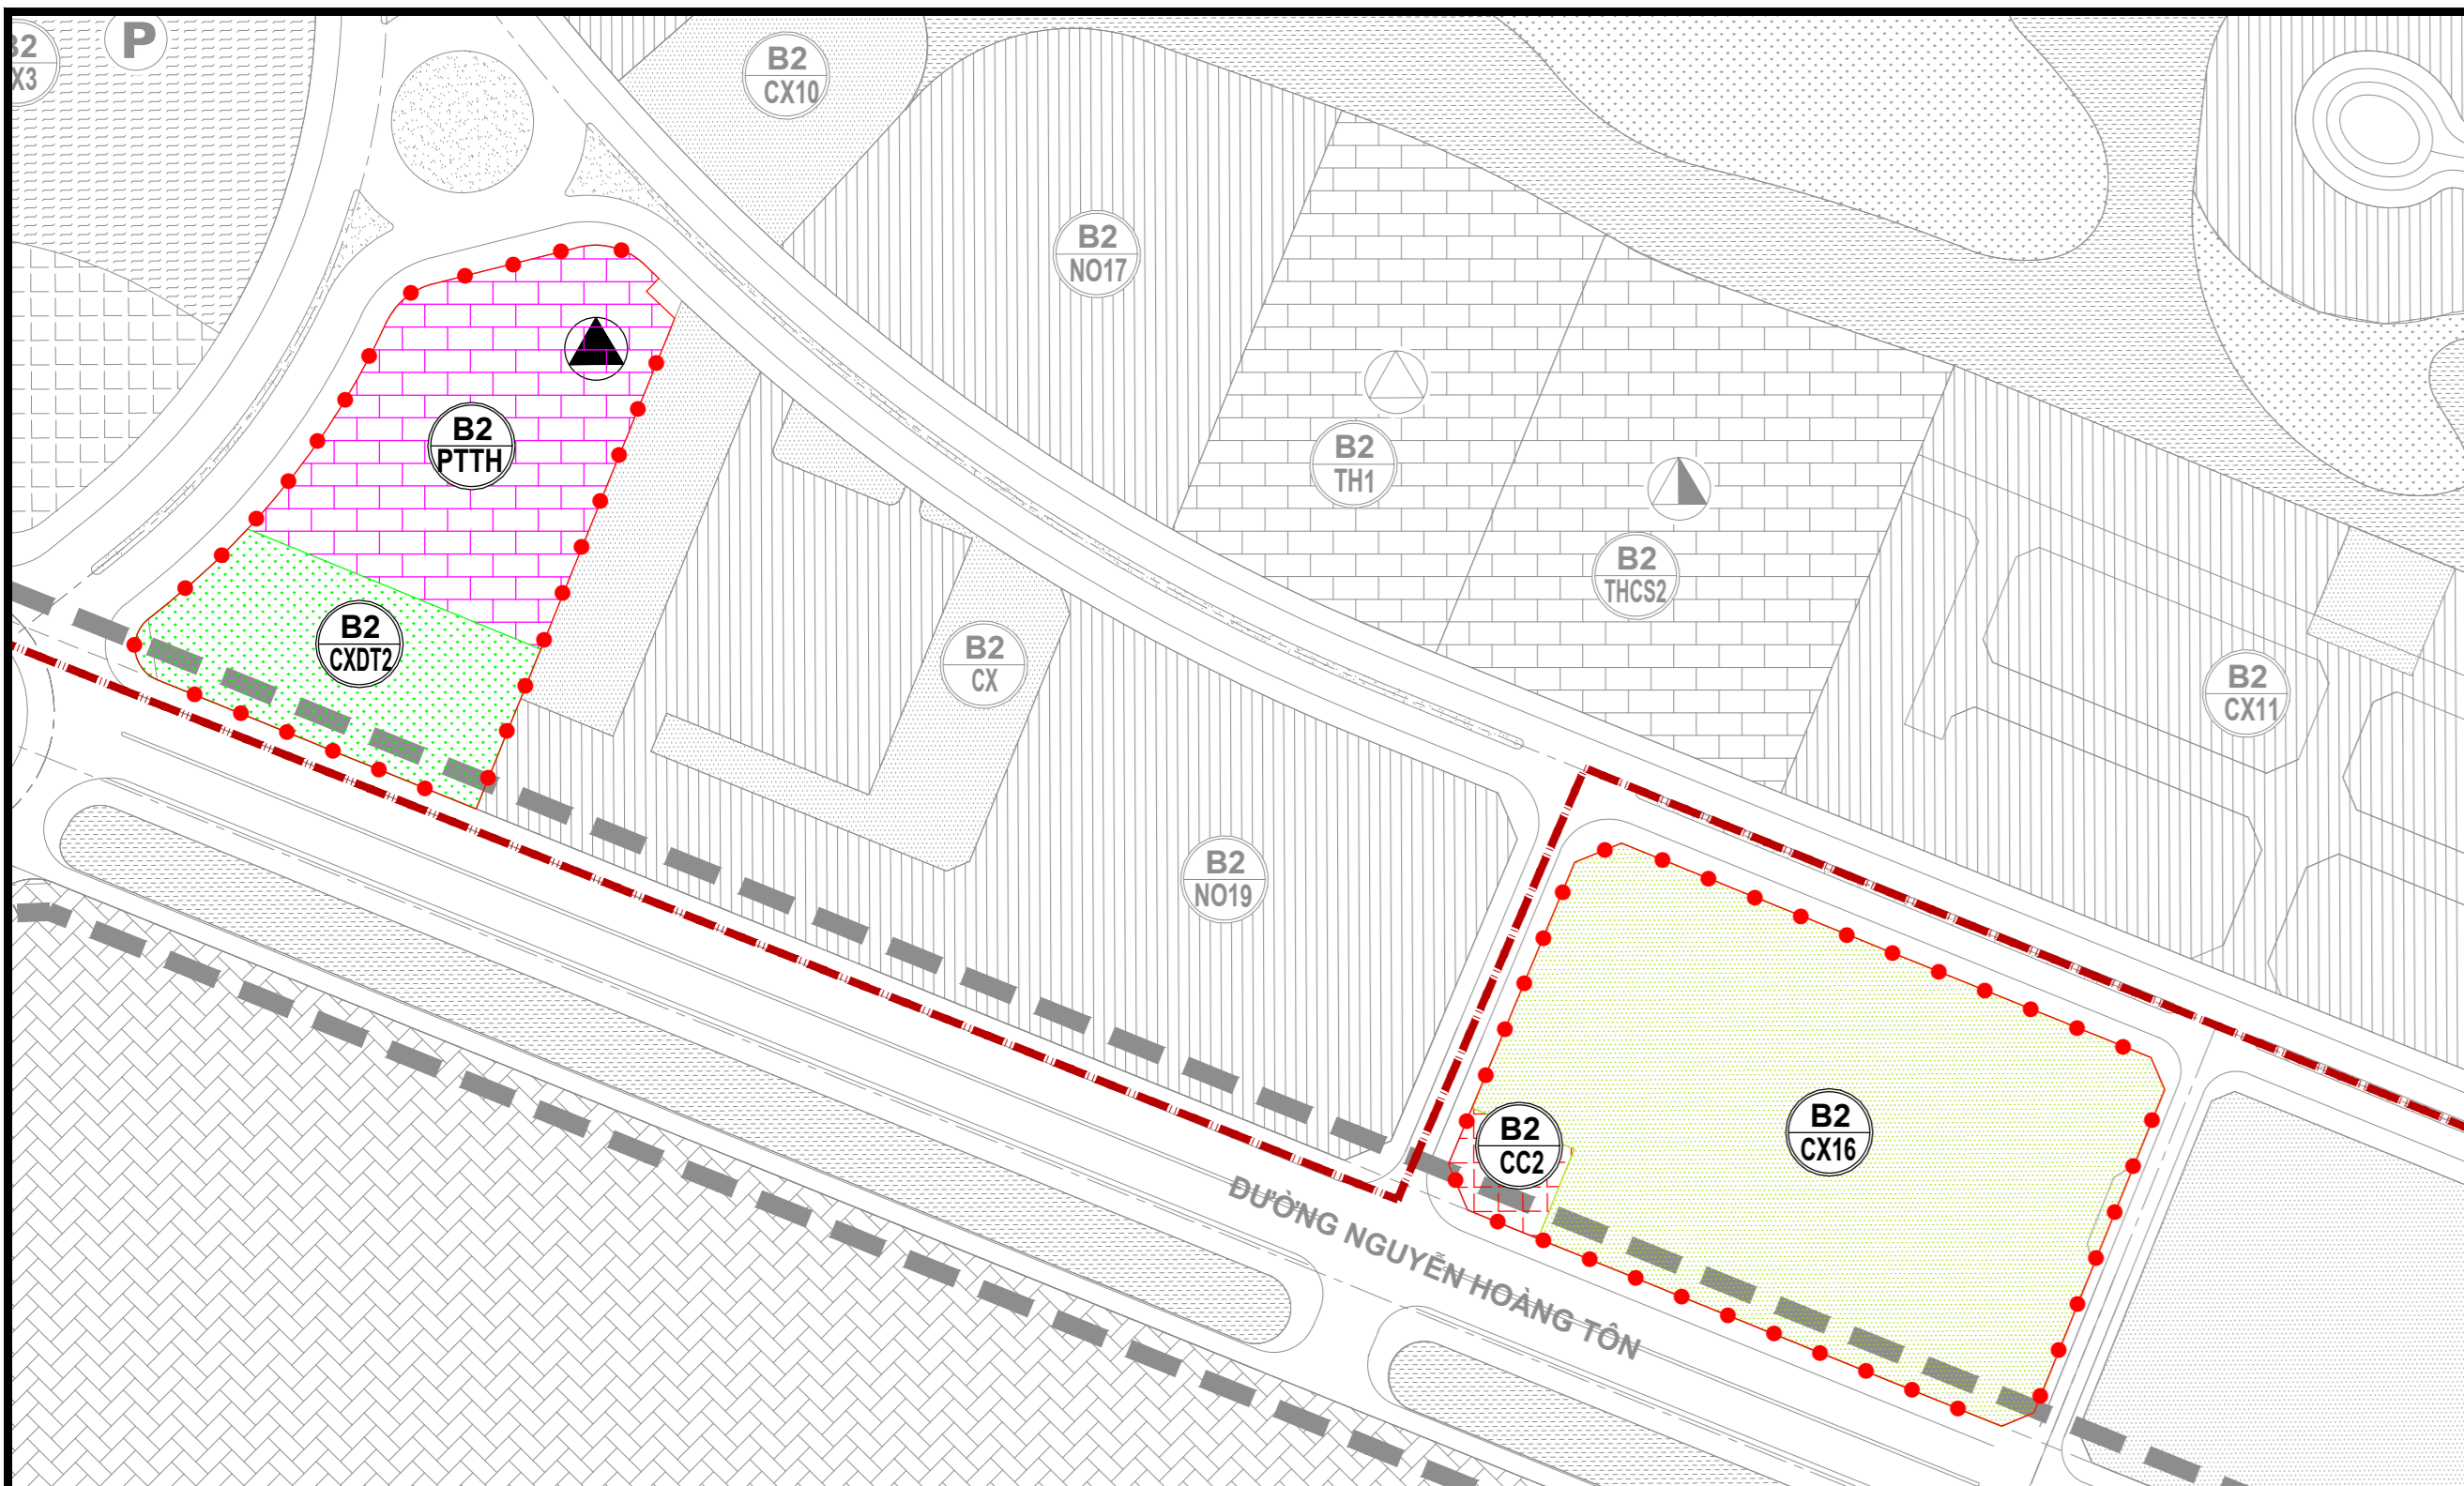 B2
X3
P
B2
CX10
B2
NO17
B2
PTTH
B2
TH1
B2
THCS2
B2
CXDT2
B2
CX
B2
CX11
B2
NO19
B2
CC2
B2
CX16
ĐƯỜNG NGUYỄN HOÀNG TÔN